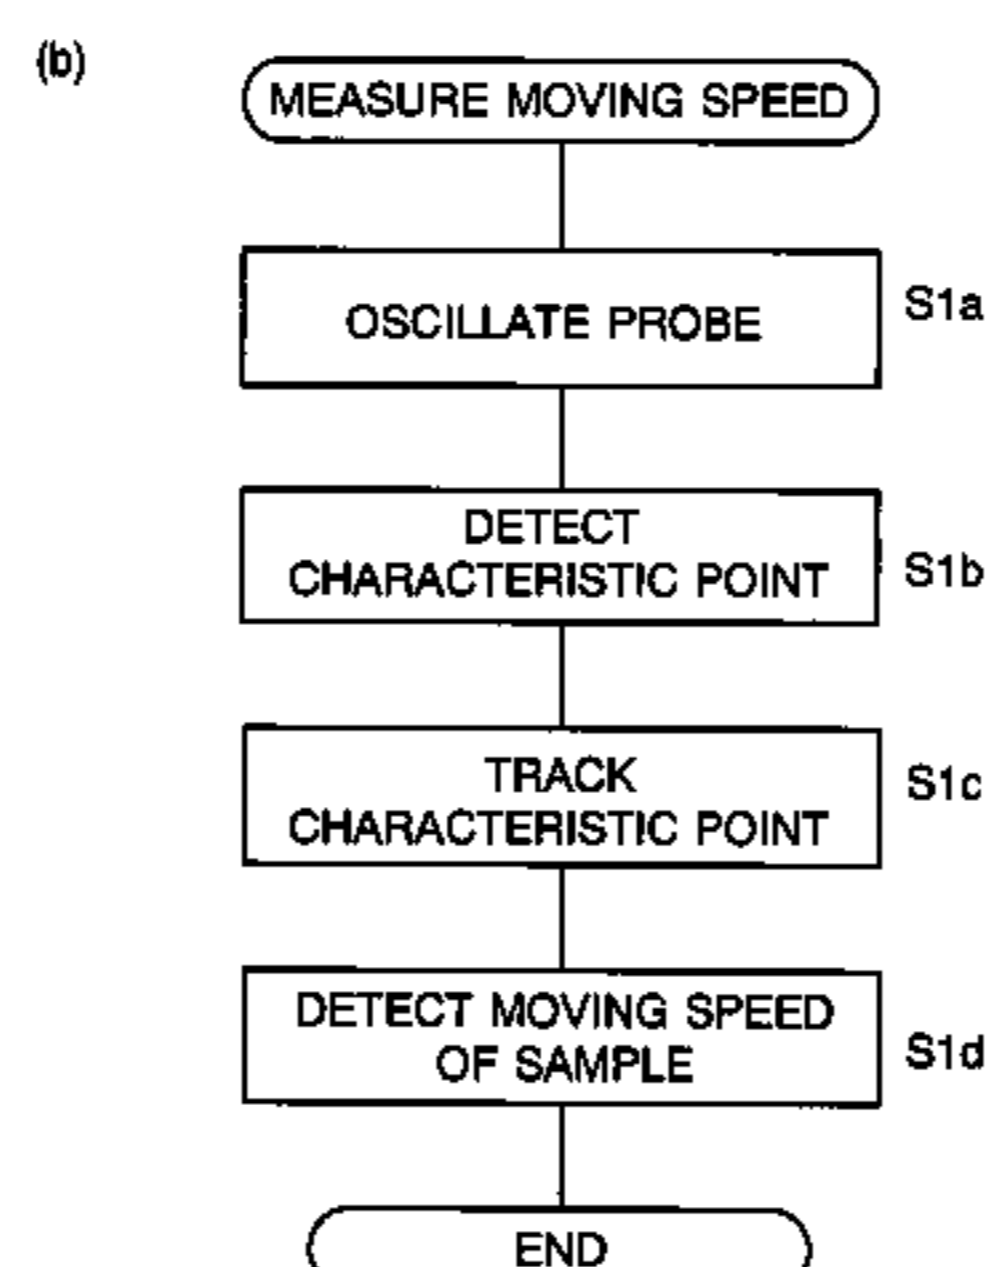 (b)
MEASURE MOVING SPEED
OSCILLATE PROBE
S1a
DETECT
CHARACTERISTIC POINT
S1b
TRACK
CHARACTERISTIC POINT
S1c
DETECT MOVING SPEED
OF SAMPLE
S1d
END